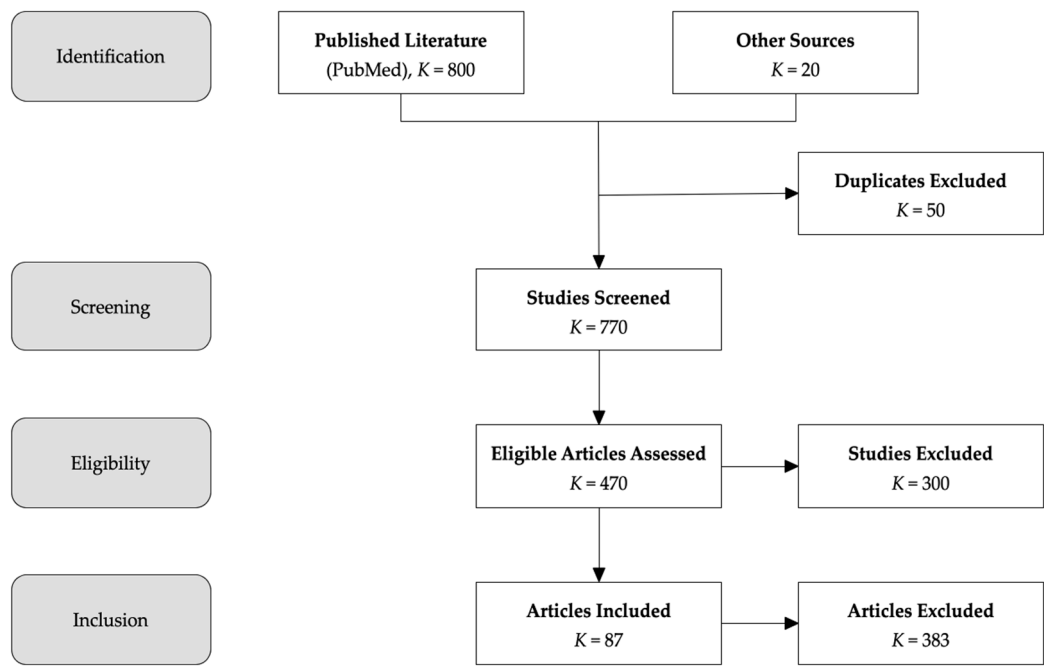 Identification
Published Literature
(PubMed), K = 800
Other Sources
K = 20
Duplicates Excluded
K = 50
Screening
Studies Screened
K = 770
Eligibility
Eligible Articles Assessed
K = 470
Studies Excluded
K = 300
Inclusion
Articles Included
K = 87
Articles Excluded
K = 383